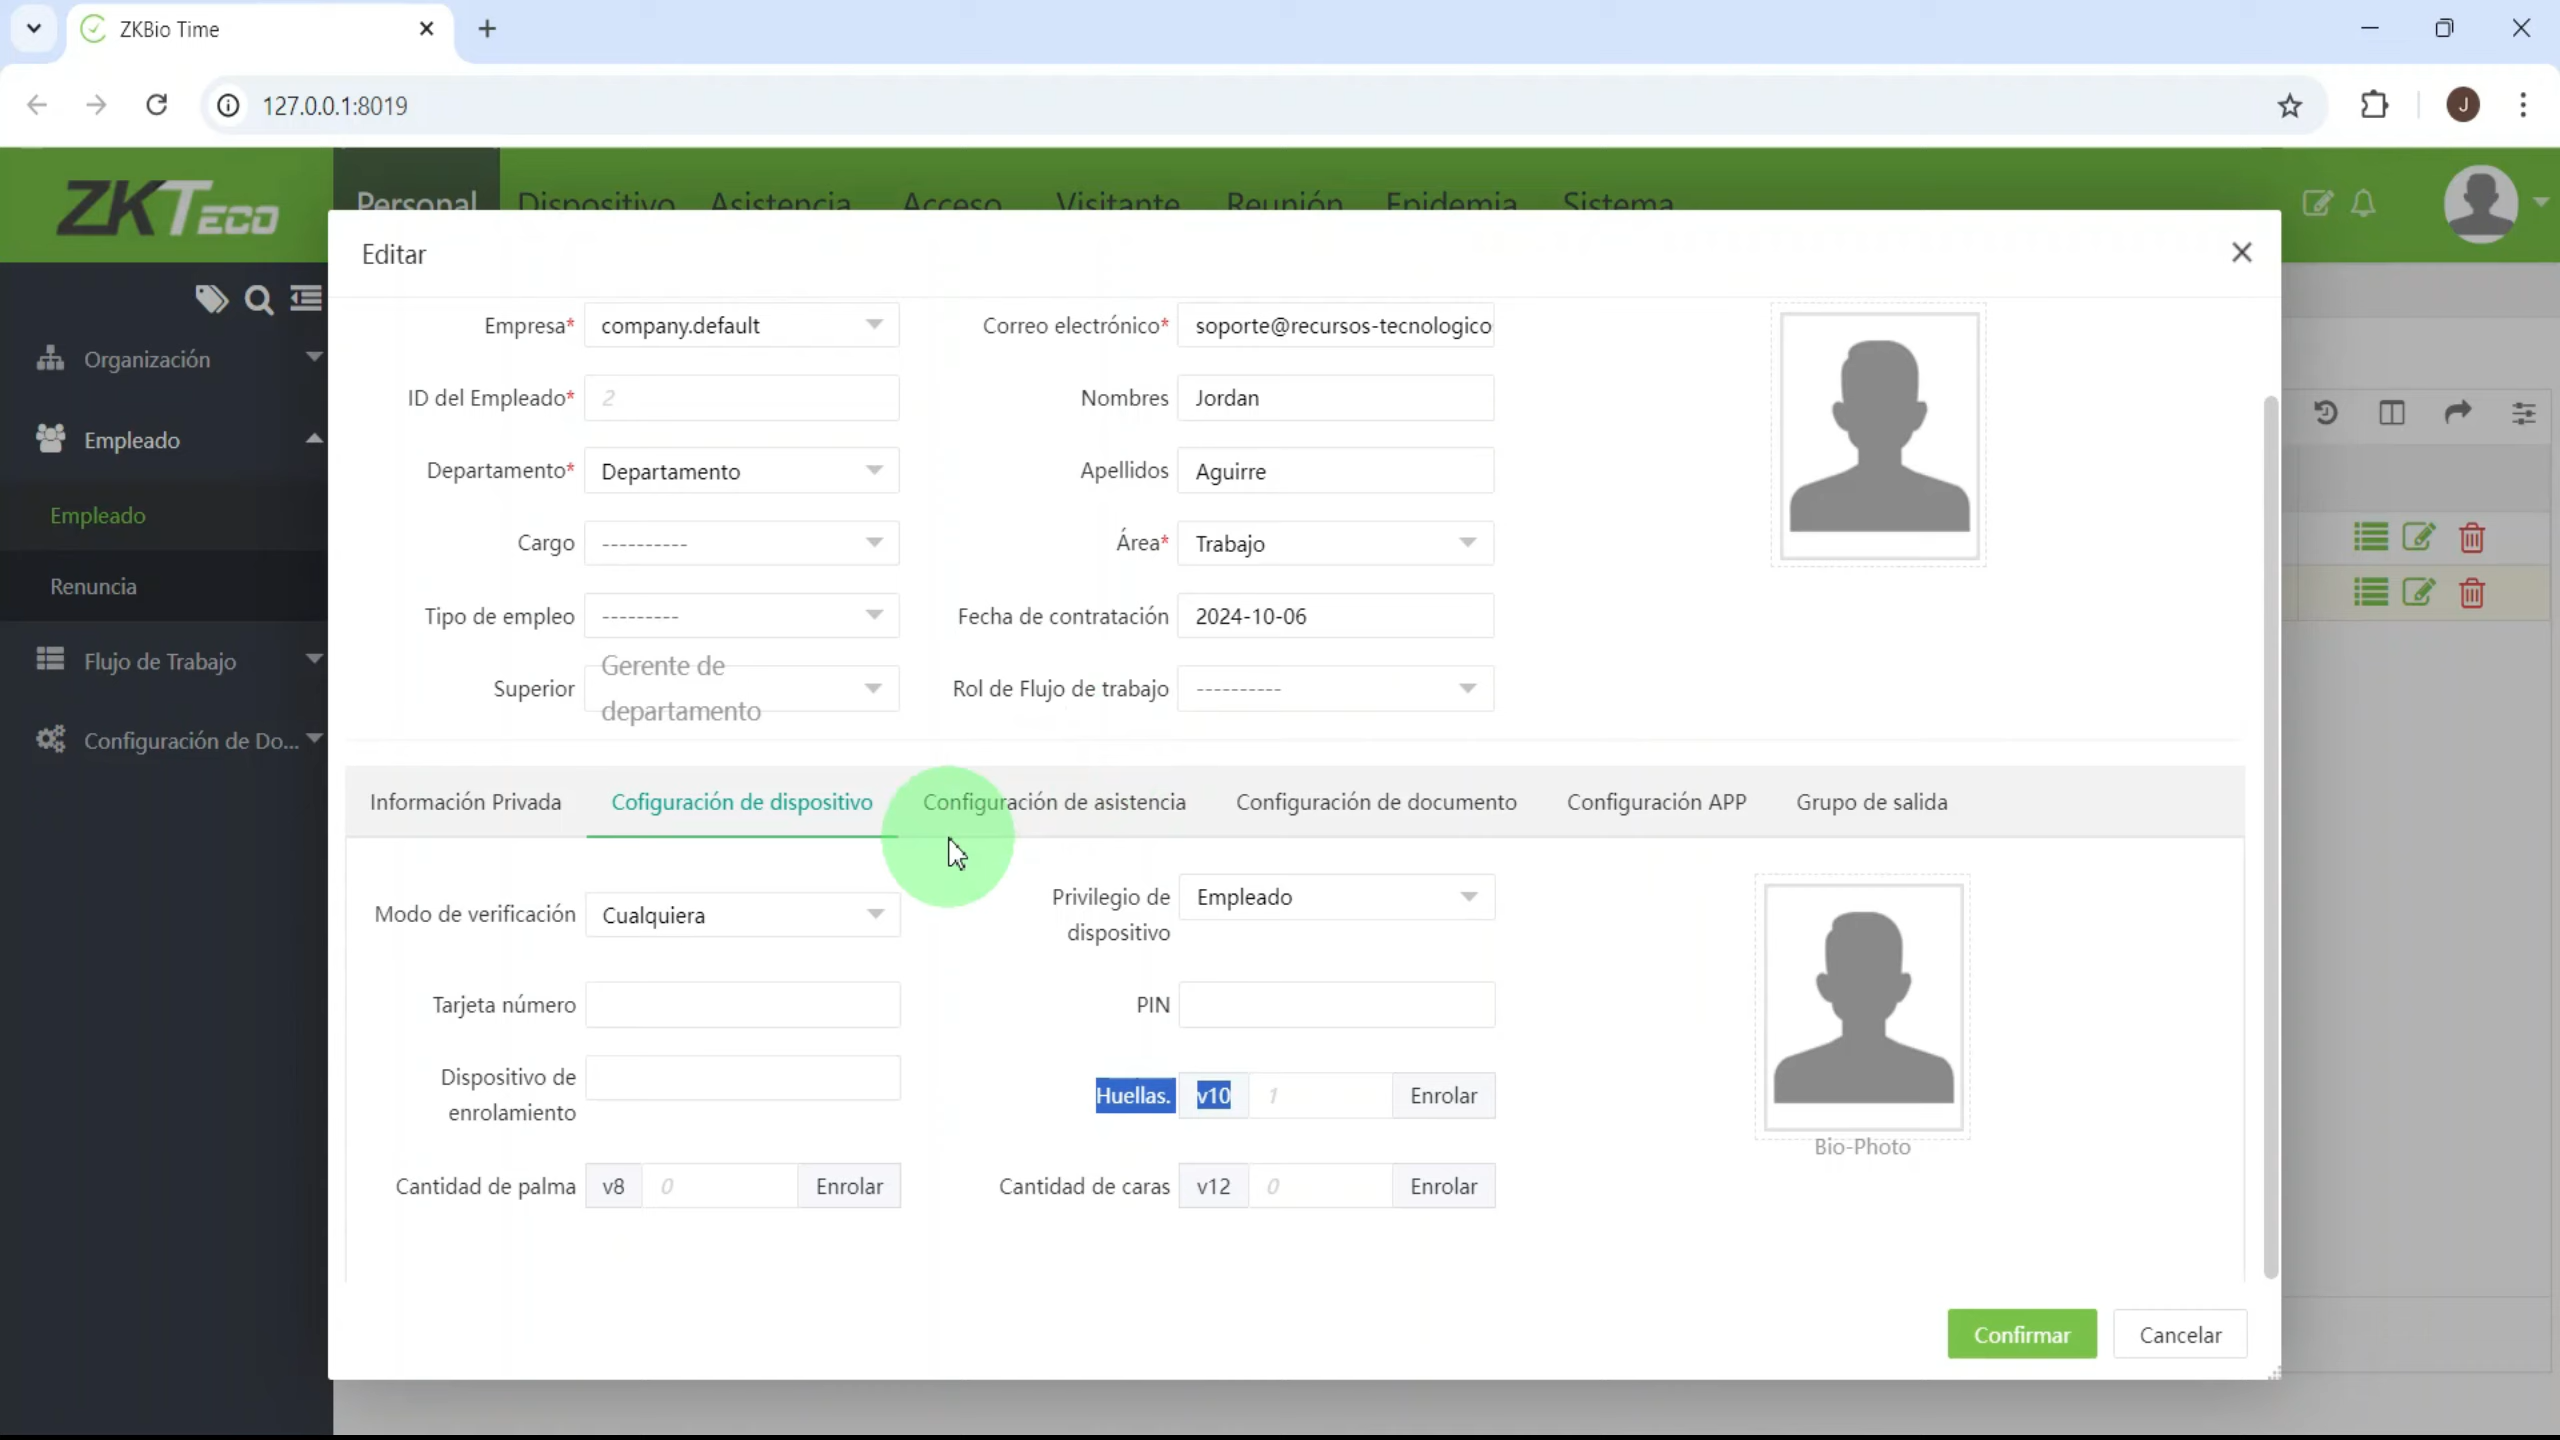 ZKBio Time
127.0.0.1:8019
J
ZKTECO
Personal Dispositivo Asistencia Acceso Visitante Reunión Epidemia Sistema
Editar
Organización
Empleado
Empleado
Renuncia
Flujo de Trabajo
Configuración de Do...
Empresa* company.default Correo electrónico* soporte@recursos-tecnologico
ID del Empleado* 2 Nombres Jordan
Departamento* Departamento Apellidos Aguirre
Cargo ---------- Área* Trabajo
Tipo de empleo --------- Fecha de contratación 2024-10-06
Superior Gerente de departamento Rol de Flujo de trabajo ----------
Información Privada Cofiguración de dispositivo Configuración de asistencia Configuración de documento Configuración APP Grupo de salida
Modo de verificación Cualquiera Privilegio de dispositivo Empleado
Tarjeta número PIN
Dispositivo de enrolamiento Huellas. v10 1 Enrolar
Bio-Photo
Cantidad de palma v8 0 Enrolar Cantidad de caras v12 0 Enrolar
Confirmar Cancelar